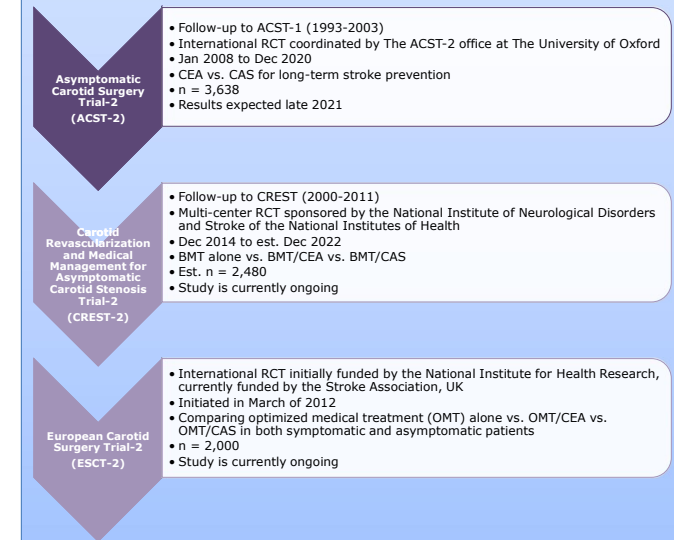 Asymptomatic
Carotid Surgery
Trial-2
(ACST-2)
• Follow-up to ACST-1 (1993-2003)
• International RCT coordinated by The ACST-2 office at The University of Oxford
• Jan 2008 to Dec 2020
• CEA vs. CAS for long-term stroke prevention
• n = 3,638
• Results expected late 2021
Carotid
Revascularization
and Medical
Management for
Asymptomatic
Carotid Stenosis
Trial-2
(CREST-2)
• Follow-up to CREST (2000-2011)
• Multi-center RCT sponsored by the National Institute of Neurological Disorders
and Stroke of the National Institutes of Health
• Dec 2014 to est. Dec 2022
• BMT alone vs. BMT/CEA vs. BMT/CAS
• Est. n = 2,480
• Study is currently ongoing
European Carotid
Surgery Trial-2
(ESCT-2)
• International RCT initially funded by the National Institute for Health Research,
currently funded by the Stroke Association, UK
• Initiated in March of 2012
• Comparing optimized medical treatment (OMT) alone vs. OMT/CEA vs.
OMT/CAS in both symptomatic and asymptomatic patients
• n = 2,000
• Study is currently ongoing